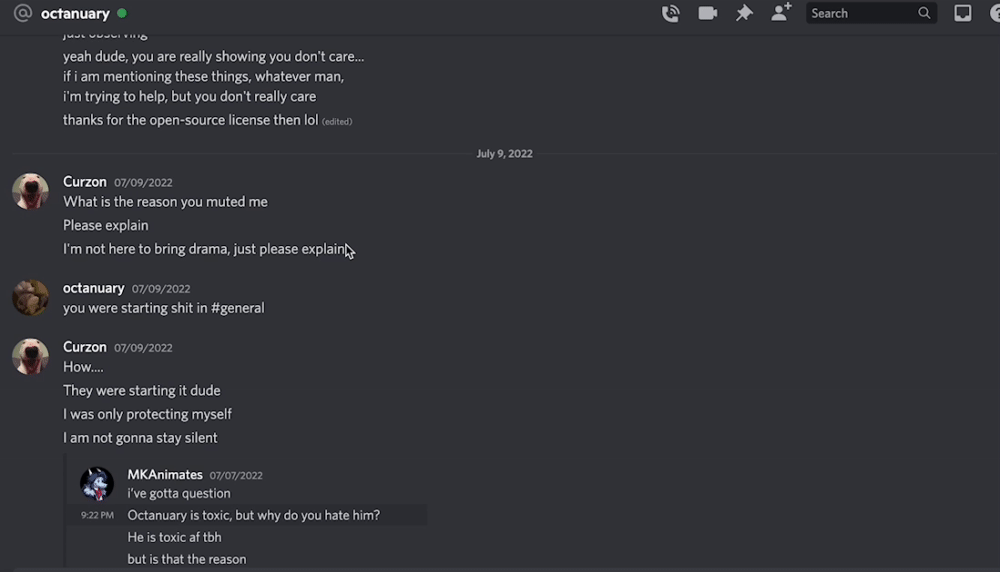 @ octanuary
Search
just observing
yeah dude, you are really showing you don't care...
if i am mentioning these things, whatever man,
i'm trying to help, but you don't really care
thanks for the open-source license then lol (edited)
July 9, 2022
Curzon 07/09/2022
What is the reason you muted me
Please explain
I'm not here to bring drama, just please explain
octanuary 07/09/2022
you were starting shit in #general
Curzon 07/09/2022
How....
They were starting it dude
I was only protecting myself
I am not gonna stay silent
MKAnimates 07/07/2022
i've gotta question
9:22 PM Octanuary is toxic, but why do you hate him?
He is toxic af tbh
but is that the reason